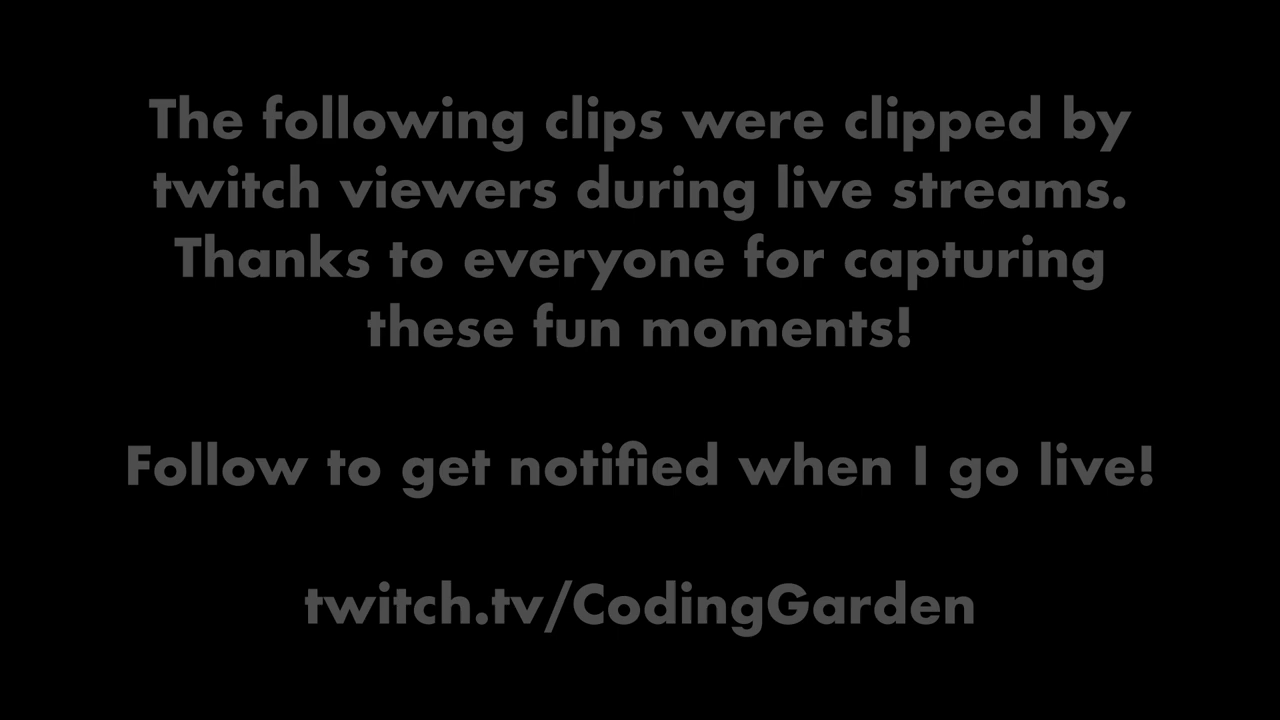 The following clips were clipped by
twitch viewers during live streams.
Thanks to everyone for capturing
these fun moments!
Follow to get notified when I go live!
twitch.tv/CodingGarden